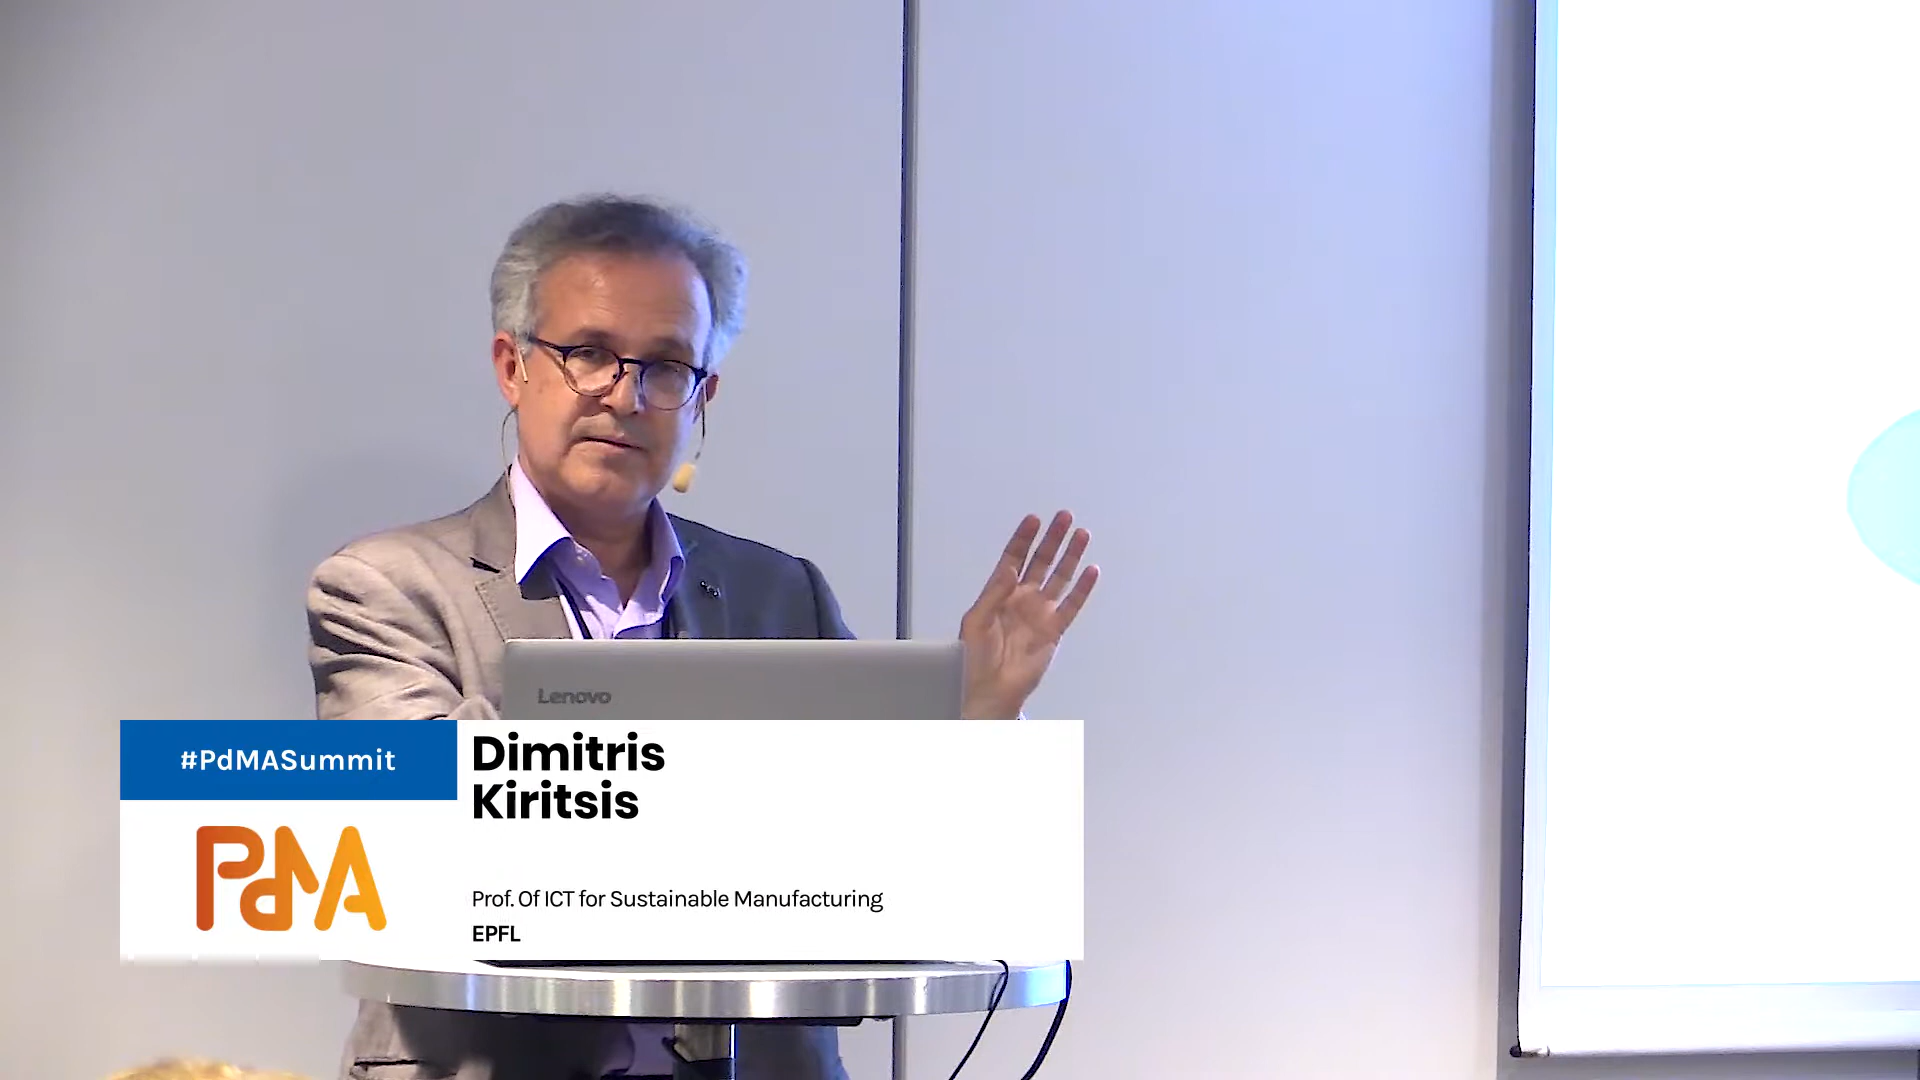 Lenovo
#PdMASummit
PdMA
Dimitris
Kiritsis
Prof. Of ICT for Sustainable Manufacturing
EPFL